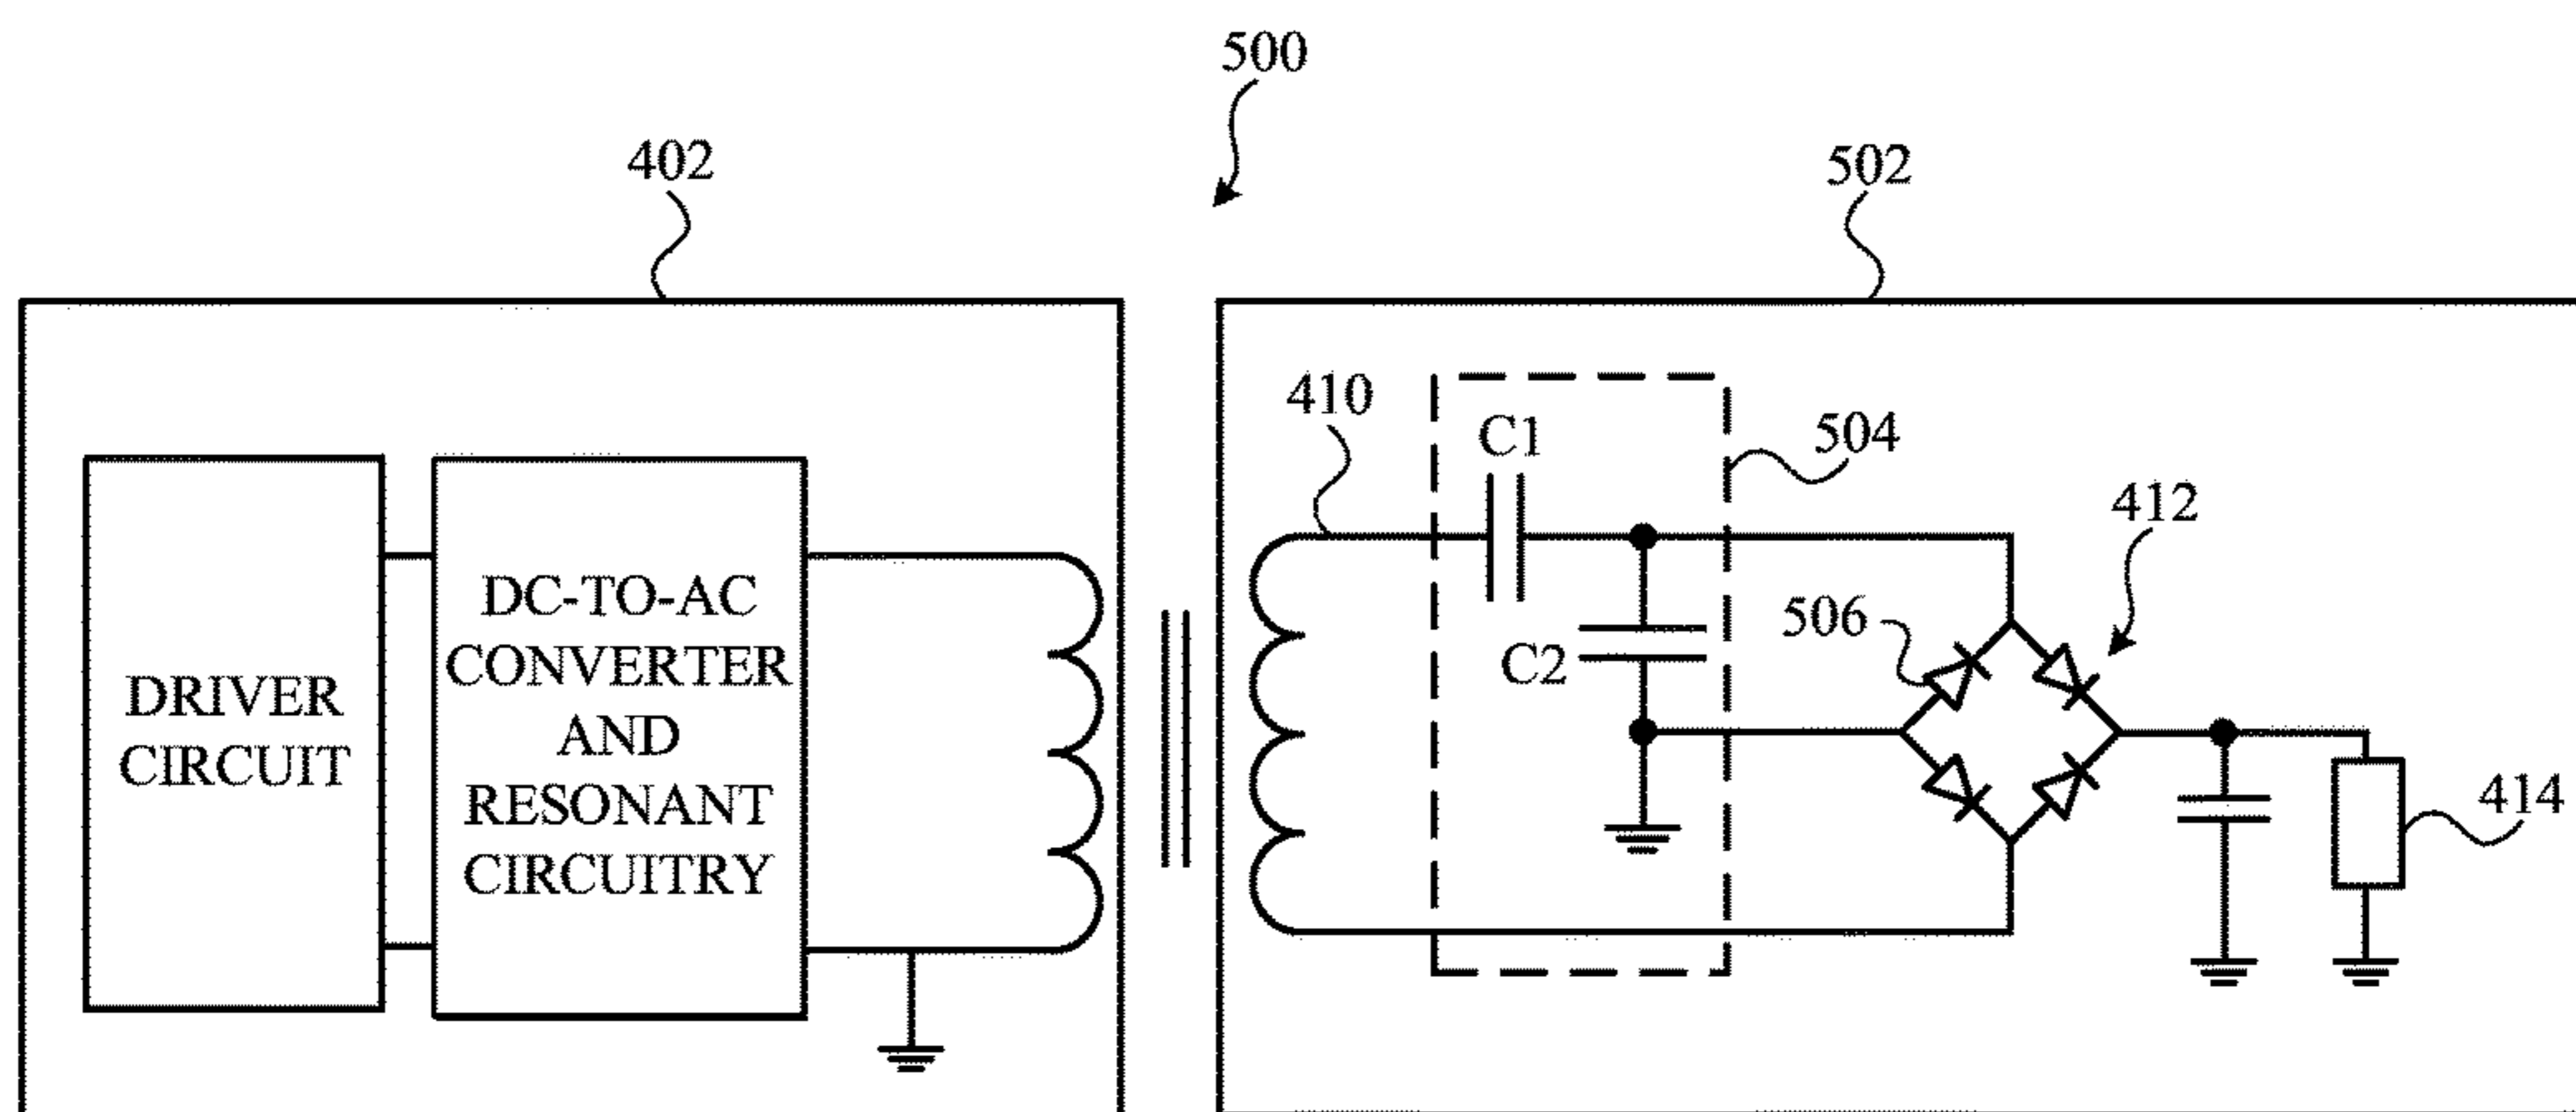 500
402
502
410
C1
504
412
DRIVER
CIRCUIT
DC-TO-AC
CONVERTER
AND
RESONANT
CIRCUITRY
C2
506
414